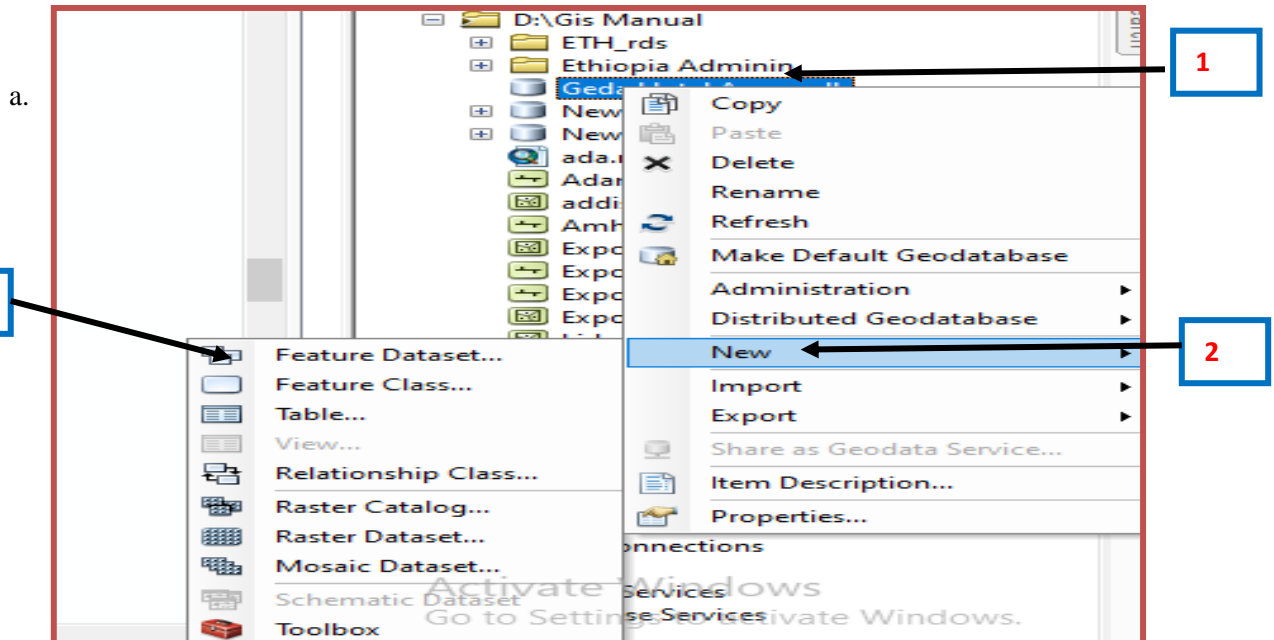 D:\Gis Manual
ETH_rds
Ethiopia Adminin
1
a.
Copy
New
Paste
New
Delete
Rename
Refresh
Make Default Geodatabase
Administration
Distributed Geodatabase
New
2
Import
Export
Share as Geodata Service...
Item Description...
Properties...
Feature Dataset...
Feature Class...
Table...
View...
Relationship Class...
Raster Catalog...
Raster Dataset...
Mosaic Dataset...
Schematic Dataset
Toolbox
Activate Windows
Go to Settings to activate Windows.